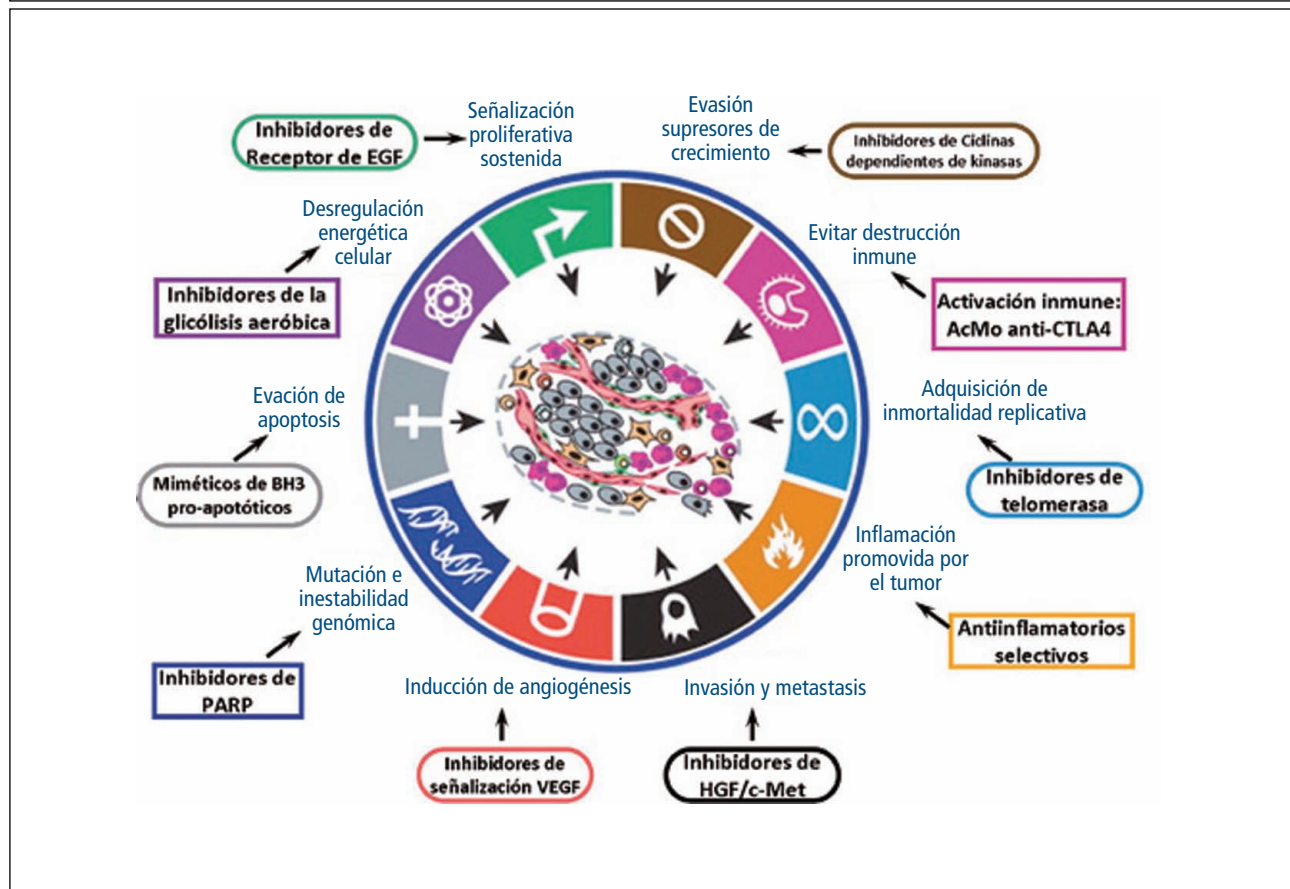 Inhibidores de
Receptor de EGF
Señalización
proliferativa
sostenida
Evasión
supresores de
crecimiento
Inhibidores de Ciclinas
dependientes de kinasas
Desregulación
energética
celular
Inhibidores de la
glicólisis aeróbica
Evitar destrucción
inmune
Activación inmune:
AcMo anti-CTLA4
Evación de
apoptosis
Miméticos de BH3
pro-apotóticos
Adquisición de
inmortalidad replicativa
Inhibidores de
telomerasa
Mutación e
inestabilidad
genómica
Inhibidores de
PARP
Inflamación
promovida por
el tumor
Antiinflamatorios
selectivos
Inducción de angiogénesis
Inhibidores de
señalización VEGF
Invasión y metastasis
Inhibidores de
HGF/c-Met